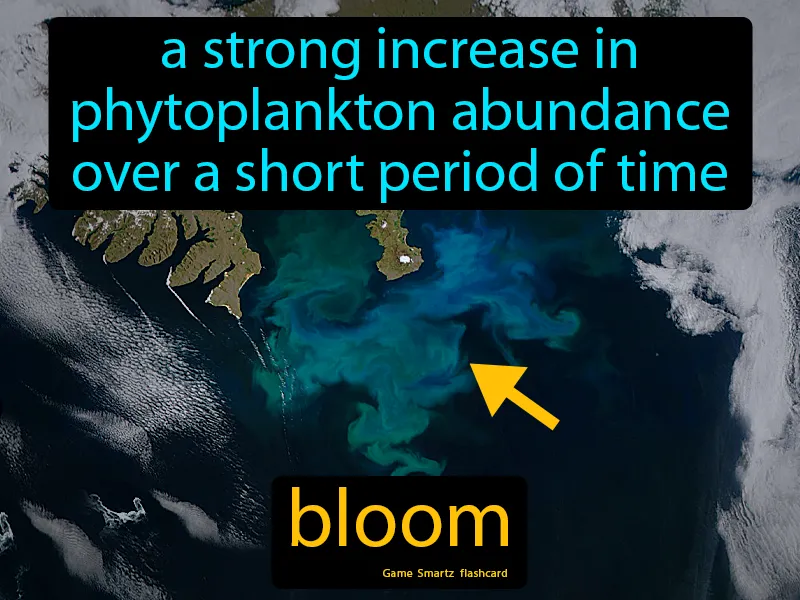 a strong increase in
phytoplankton abundance
over a short period of time
bloom
Game Smartz flashcard